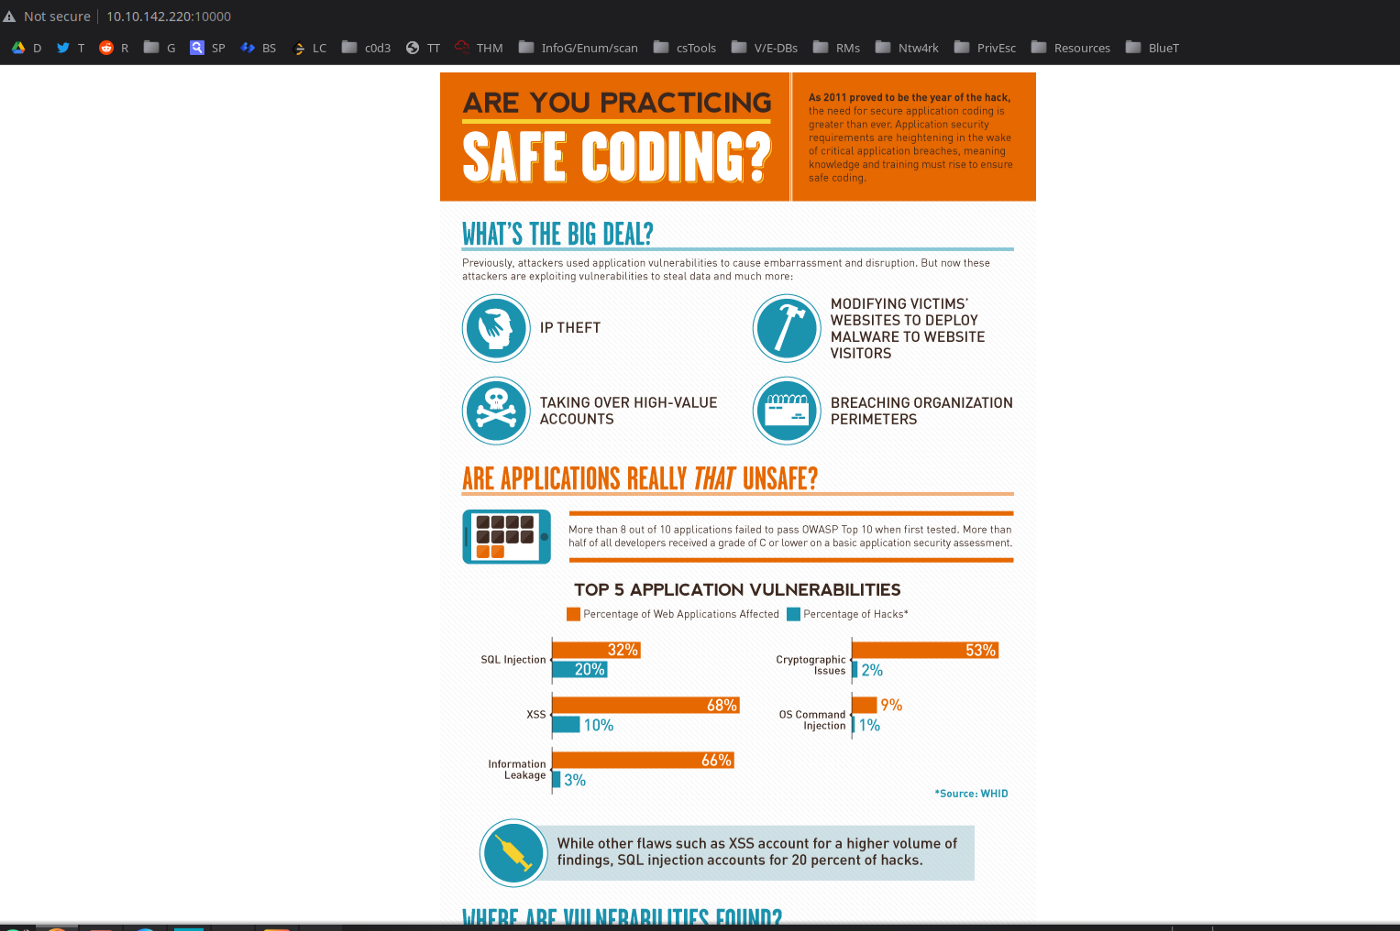 Not secure
10.10.142.220:10000
D T R G SP BS LC c0d3 TT THM InfoG/Enum/scan csTools V/E-DBs RMs Ntw4rk PrivEsc Resources BlueT
ARE YOU PRACTICING
SAFE CODING?
As 2011 proved to be the year of the hack,
the need for secure application coding is
greater than ever. Application security
requirements are heightening in the wake
of critical application breaches, meaning
knowledge and training must rise to ensure
safe coding.
WHAT'S THE BIG DEAL?
Previously, attackers used application vulnerabilities to cause embarrassment and disruption. But now these
attackers are exploiting vulnerabilities to steal data and much more:
IP THEFT
MODIFYING VICTIMS'
WEBSITES TO DEPLOY
MALWARE TO WEBSITE
VISITORS
TAKING OVER HIGH-VALUE
ACCOUNTS
BREACHING ORGANIZATION
PERIMETERS
ARE APPLICATIONS REALLY THAT UNSAFE?
More than 8 out of 10 applications failed to pass OWASP Top 10 when first tested. More than
half of all developers received a grade of C or lower on a basic application security assessment.
TOP 5 APPLICATION VULNERABILITIES
Percentage of Web Applications Affected
Percentage of Hacks*
SQL Injection
32%
20%
XSS
68%
10%
Information
Leakage
66%
3%
Cryptographic
Issues
53%
2%
OS Command
Injection
9%
1%
*Source: WHID
While other flaws such as XSS account for a higher volume of
findings, SQL injection accounts for 20 percent of hacks.
WHERE ARE VULNERABILITIES FOUND?